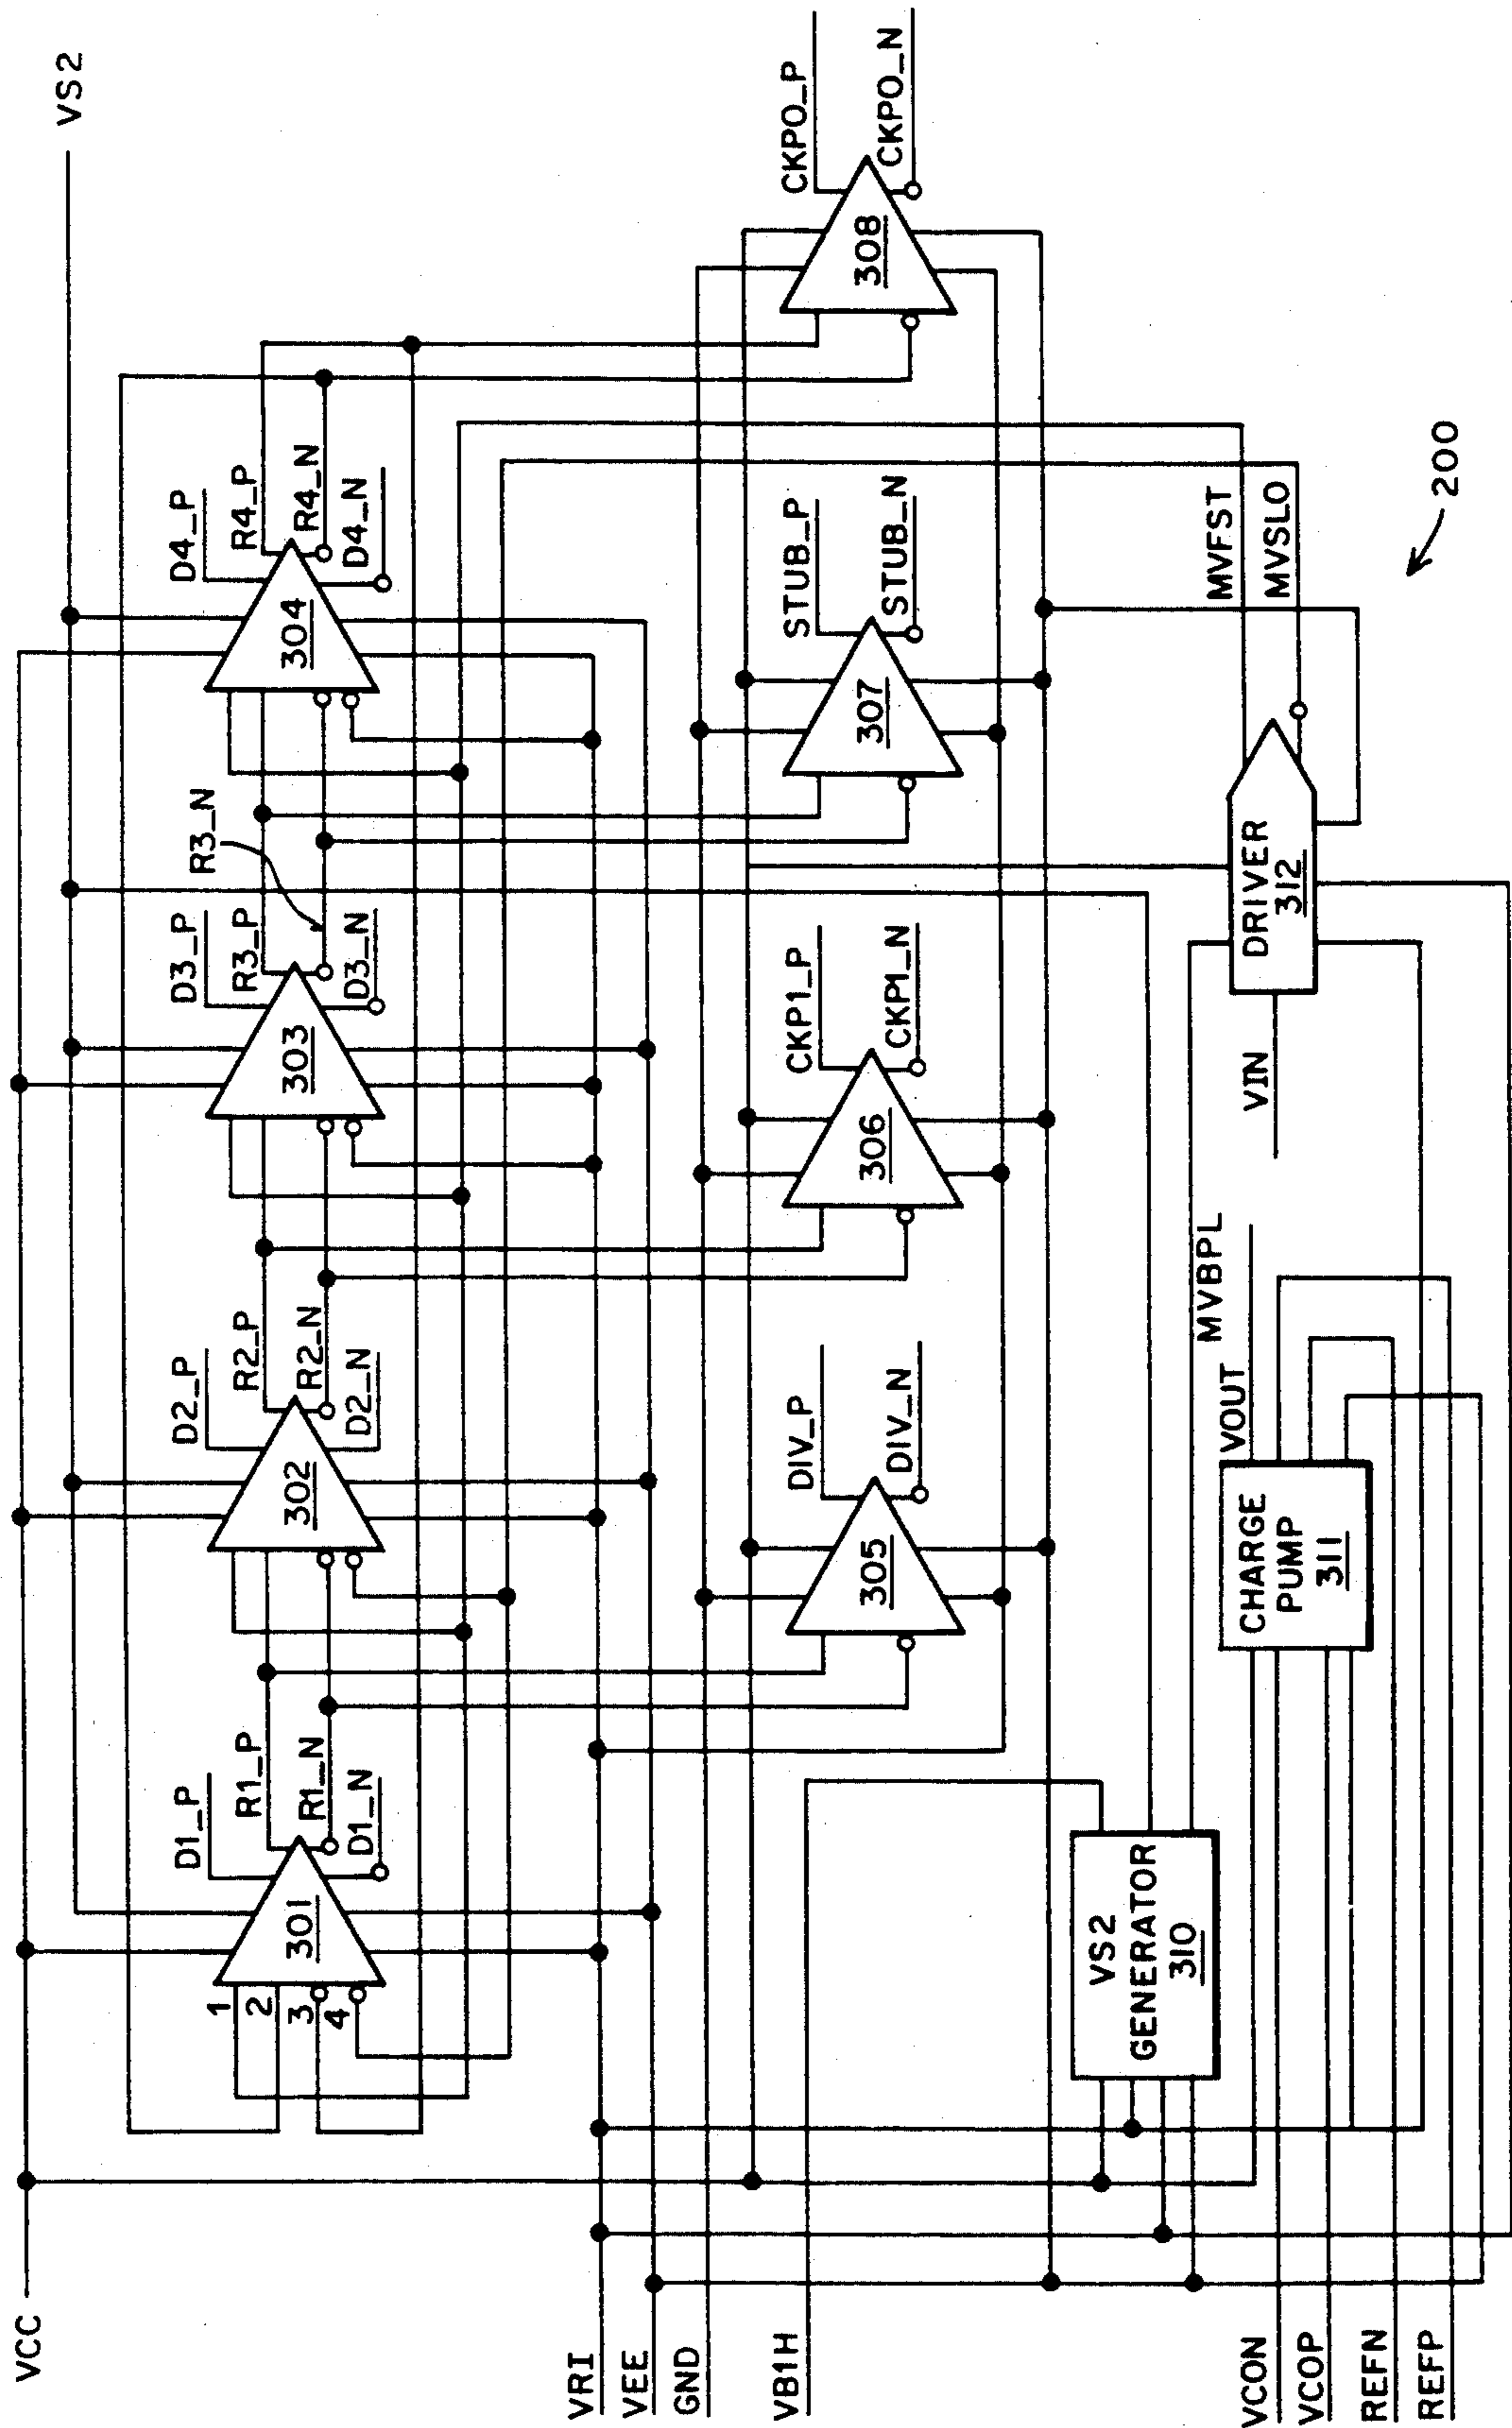 VCC
VS2
D1_P
R1_P
R1_N
D1_N
301
1
2
3
4
D2_P
R2_P
R2_N
D2_N
302
D3_P
R3_P
R3_N
D3_N
303
D4_P
R4_P
R4_N
D4_N
304
VRI
VEE
GND
VB1H
DIV_P
DIV_N
305
CKP1_P
CKP1_N
306
STUB_P
STUB_N
307
CKPO_P
CKPO_N
308
VS2
GENERATOR
310
MVBPL
VOUT
CHARGE
PUMP
311
VIN
DRIVER
312
MVFST
MVSLO
VCON
VCOP
REFN
REFP
200